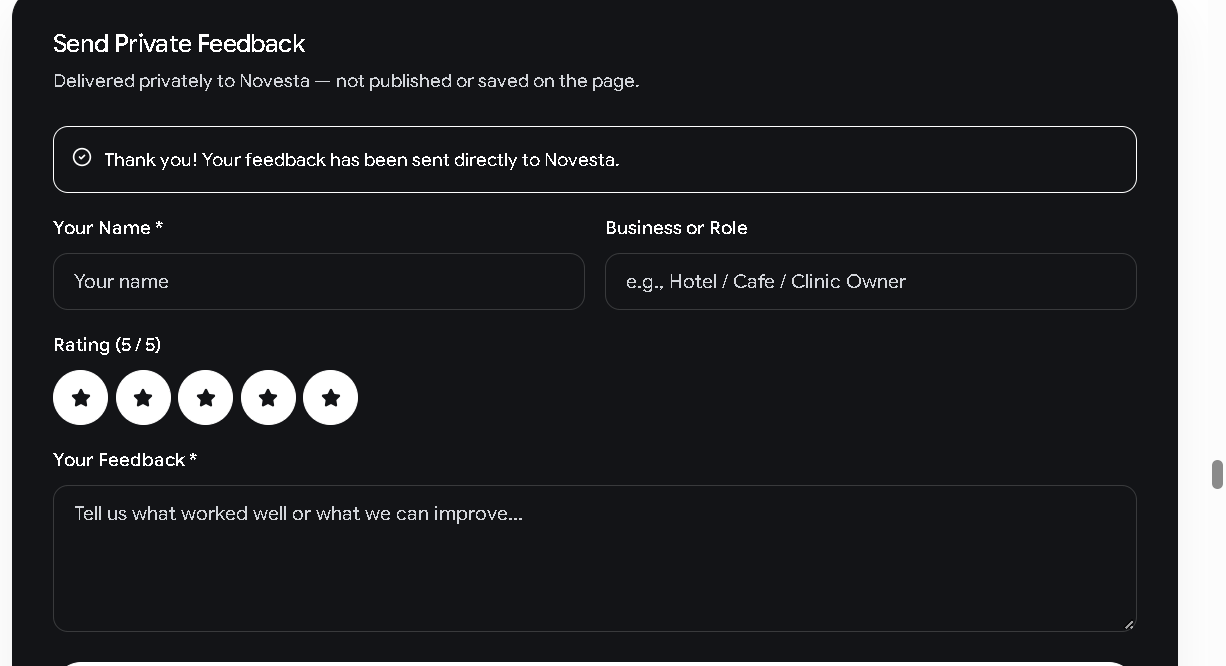 Send Private Feedback
Delivered privately to Novesta — not published or saved on the page.
Thank you! Your feedback has been sent directly to Novesta.
Your Name *
Business or Role
Your name
e.g., Hotel / Cafe / Clinic Owner
Rating (5 / 5)
Your Feedback *
Tell us what worked well or what we can improve...